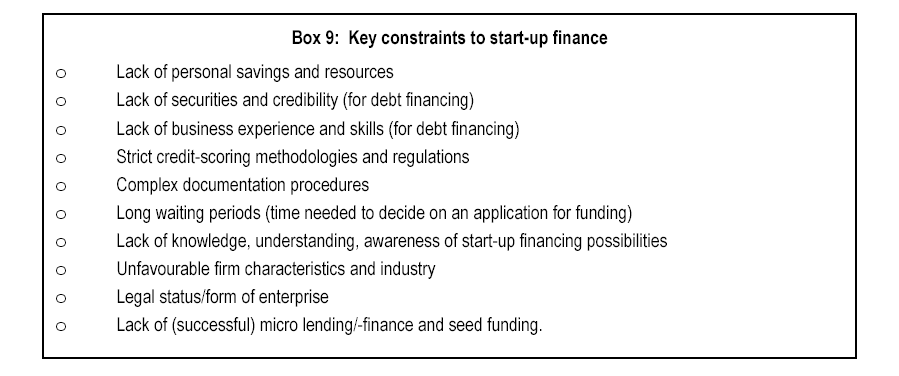 Box 9: Key constraints to start-up finance
o Lack of personal savings and resources
o Lack of securities and credibility (for debt financing)
o Lack of business experience and skills (for debt financing)
o Strict credit-scoring methodologies and regulations
o Complex documentation procedures
o Long waiting periods (time needed to decide on an application for funding)
o Lack of knowledge, understanding, awareness of start-up financing possibilities
o Unfavourable firm characteristics and industry
o Legal status/form of enterprise
o Lack of (successful) micro lending/-finance and seed funding.